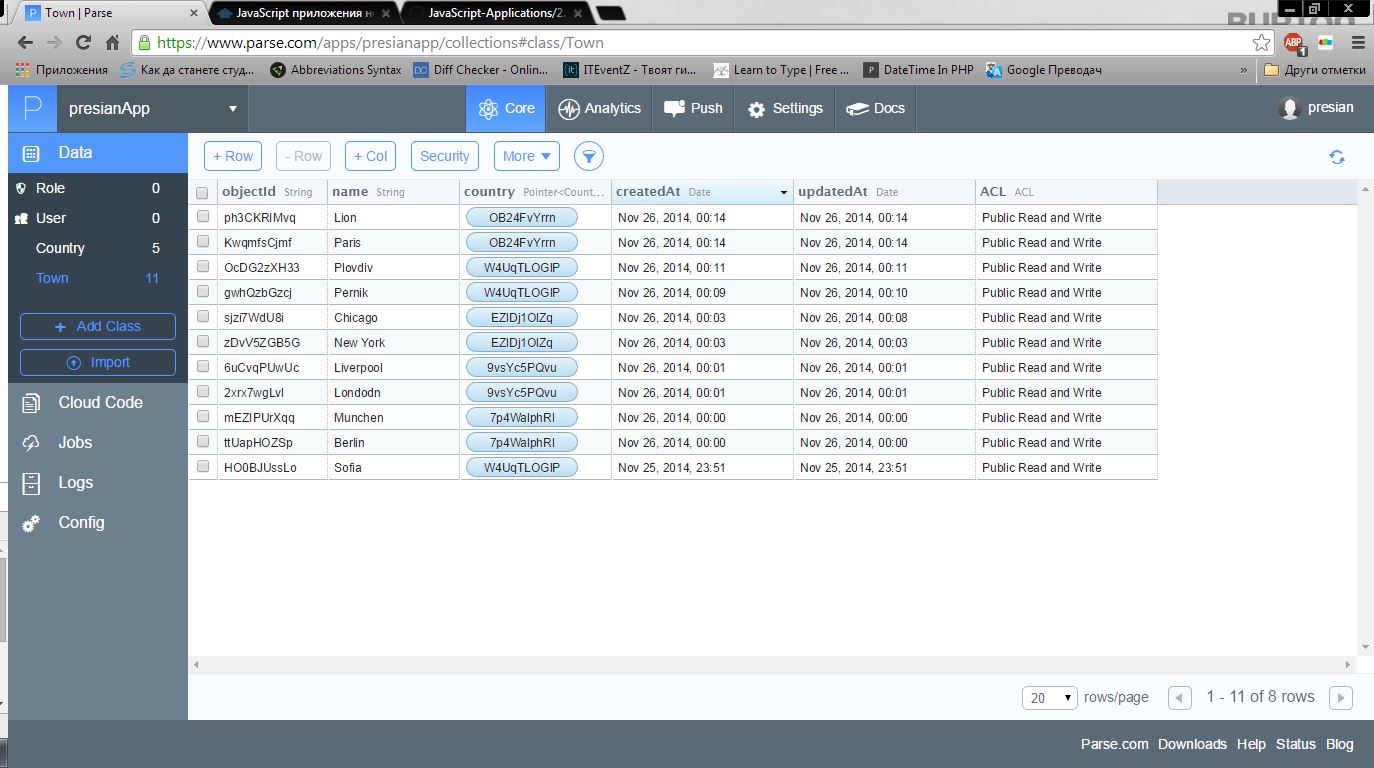 Town | Parse
JavaScript приложения н
JavaScript-Applications/2.
https://www.parse.com/apps/presianapp/collections#class/Town
ABP 1
Приложения
Как да станете студ...
Abbreviations Syntax
Diff Checker - Onlin...
ITEventZ - Твоят ги...
Learn to Type | Free ...
DateTime In PHP
Google Преводач
»
Други отметки
P
presianApp
Core
Analytics
Push
Settings
Docs
presian
Data
Role 0
User 0
Country 5
Town 11
+ Add Class
Import
Cloud Code
Jobs
Logs
Config
+ Row
- Row
+ Col
Security
More
objectId String name String country Pointer<Count... createdAt Date updatedAt Date ACL ACL
ph3CKRlMvq Lion OB24FvYrrn Nov 26, 2014, 00:14 Nov 26, 2014, 00:14 Public Read and Write
KwqmfsCjmf Paris OB24FvYrrn Nov 26, 2014, 00:14 Nov 26, 2014, 00:14 Public Read and Write
OcDG2zXH33 Plovdiv W4UqTLOGIP Nov 26, 2014, 00:11 Nov 26, 2014, 00:11 Public Read and Write
gwhQzbGzcj Pernik W4UqTLOGIP Nov 26, 2014, 00:09 Nov 26, 2014, 00:10 Public Read and Write
sjzi7WdU8i Chicago EZIDj1OlZq Nov 26, 2014, 00:03 Nov 26, 2014, 00:08 Public Read and Write
zDvV5ZGB5G New York EZIDj1OlZq Nov 26, 2014, 00:03 Nov 26, 2014, 00:03 Public Read and Write
6uCvqPUwUc Liverpool 9vsYc5PQvu Nov 26, 2014, 00:01 Nov 26, 2014, 00:01 Public Read and Write
2xrx7wgLvI Londodn 9vsYc5PQvu Nov 26, 2014, 00:01 Nov 26, 2014, 00:01 Public Read and Write
mEZIPUrXqq Munchen 7p4WalphRI Nov 26, 2014, 00:00 Nov 26, 2014, 00:00 Public Read and Write
ttUapHOZSp Berlin 7p4WalphRI Nov 26, 2014, 00:00 Nov 26, 2014, 00:00 Public Read and Write
HO0BJUssLo Sofia W4UqTLOGIP Nov 25, 2014, 23:51 Nov 25, 2014, 23:51 Public Read and Write
20 rows/page 1 - 11 of 8 rows
Parse.com Downloads Help Status Blog